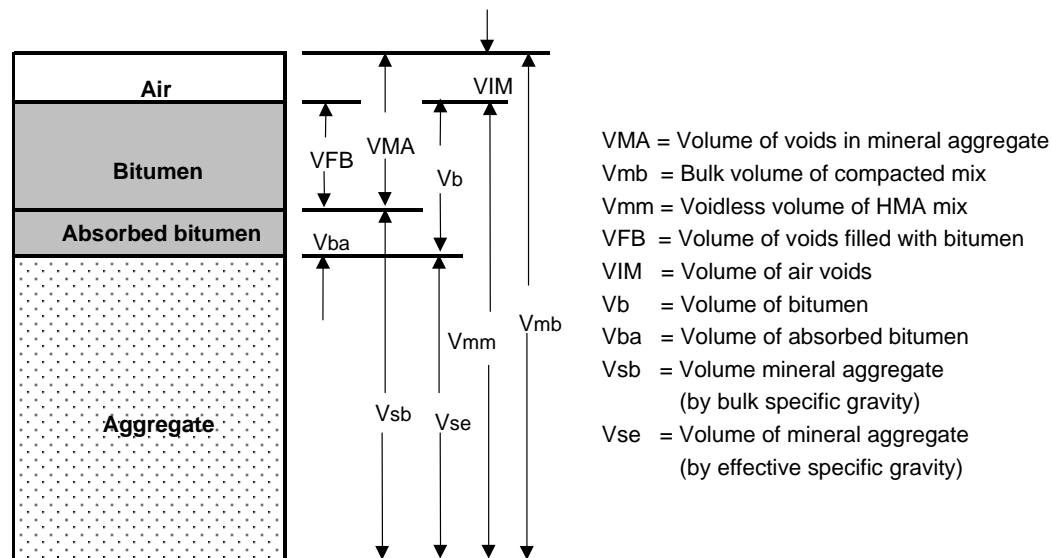 Air
Bitumen
Absorbed bitumen
Aggregate
VIM
VFB
VMA
Vb
Vba
Vmb
Vmm
Vsb
Vse
VMA = Volume of voids in mineral aggregate
Vmb = Bulk volume of compacted mix
Vmm = Voidless volume of HMA mix
VFB = Volume of voids filled with bitumen
VIM = Volume of air voids
Vb = Volume of bitumen
Vba = Volume of absorbed bitumen
Vsb = Volume mineral aggregate
(by bulk specific gravity)
Vse = Volume of mineral aggregate
(by effective specific gravity)